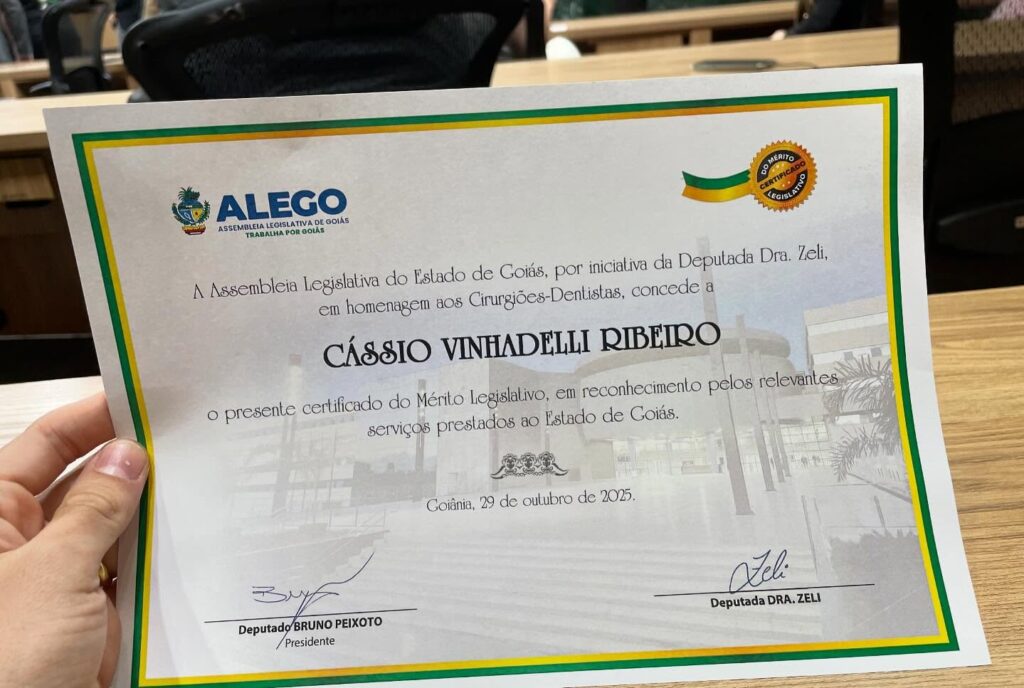 ALEGO
ASSEMBLEIA LEGISLATIVA DE GOIÁS
TRABALHA POR GOIÁS
DO MÉRITO
CERTIFICADO
LEGISLATIVO
A Assembleia Legislativa do Estado de Goiás, por iniciativa da Deputada Dra. Zeli,
em homenagem aos Cirurgiões-Dentistas, concede a
CÁSSIO VINHADELLI RIBEIRO
o presente certificado do Mérito Legislativo, em reconhecimento pelos relevantes
serviços prestados ao Estado de Goiás.
Goiânia, 29 de outubro de 2025.
Zeli
Deputado BRUNO PEIXOTO
Presidente
Deputada DRA. ZELI